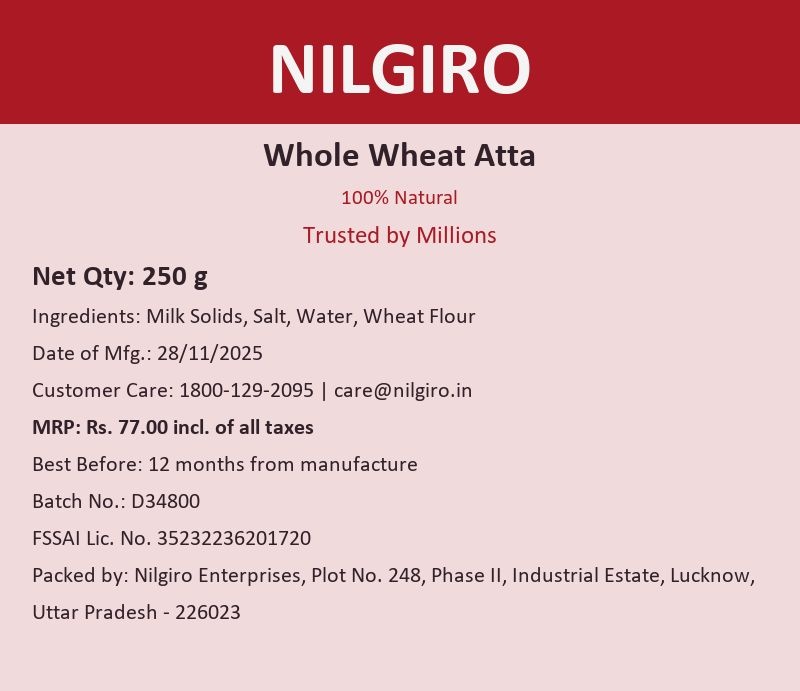 NILGIRO
Whole Wheat Atta
100% Natural
Trusted by Millions
Net Qty: 250 g
Ingredients: Milk Solids, Salt, Water, Wheat Flour
Date of Mfg.: 28/11/2025
Customer Care: 1800-129-2095 | care@nilgiro.in
MRP: Rs. 77.00 incl. of all taxes
Best Before: 12 months from manufacture
Batch No.: D34800
FSSAI Lic. No. 35232236201720
Packed by: Nilgiro Enterprises, Plot No. 248, Phase II, Industrial Estate, Lucknow,
Uttar Pradesh - 226023